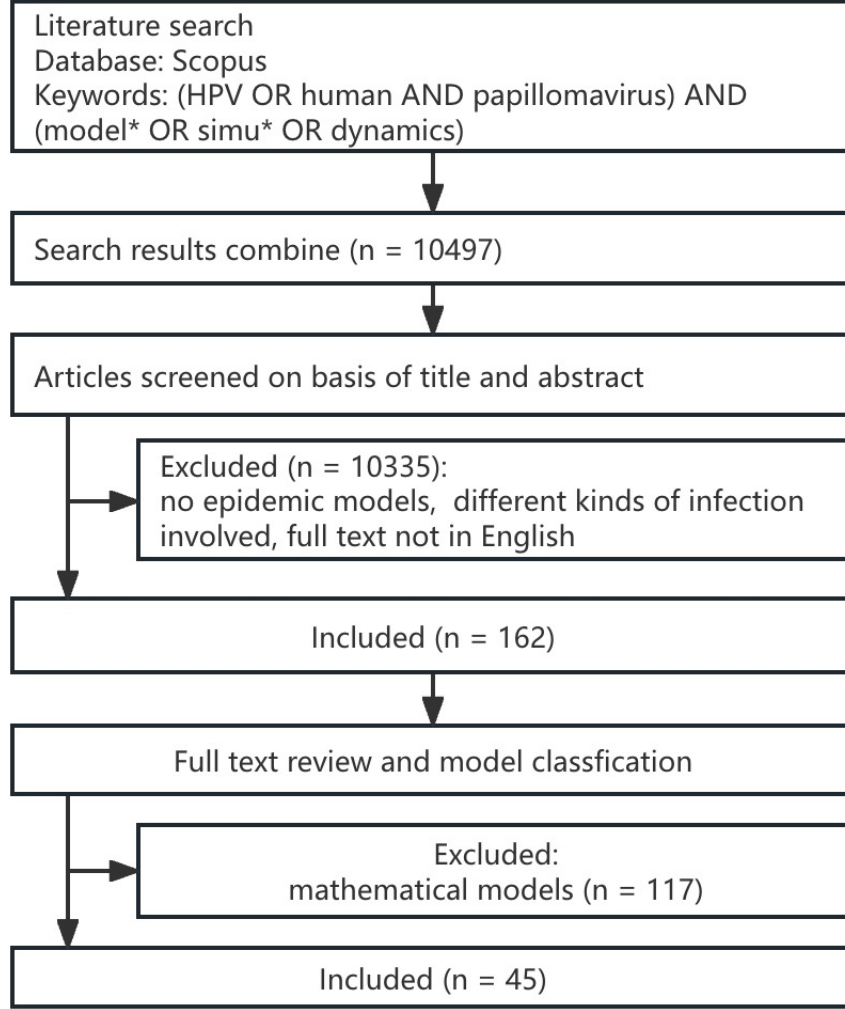 Literature search
Database: Scopus
Keywords: (HPV OR human AND papillomavirus) AND
(model* OR simu* OR dynamics)
Search results combine (n = 10497)
Articles screened on basis of title and abstract
Excluded (n = 10335):
no epidemic models,  different kinds of infection
involved, full text not in English
Included (n = 162)
Full text review and model classfication
Excluded:
mathematical models (n = 117)
Included (n = 45)